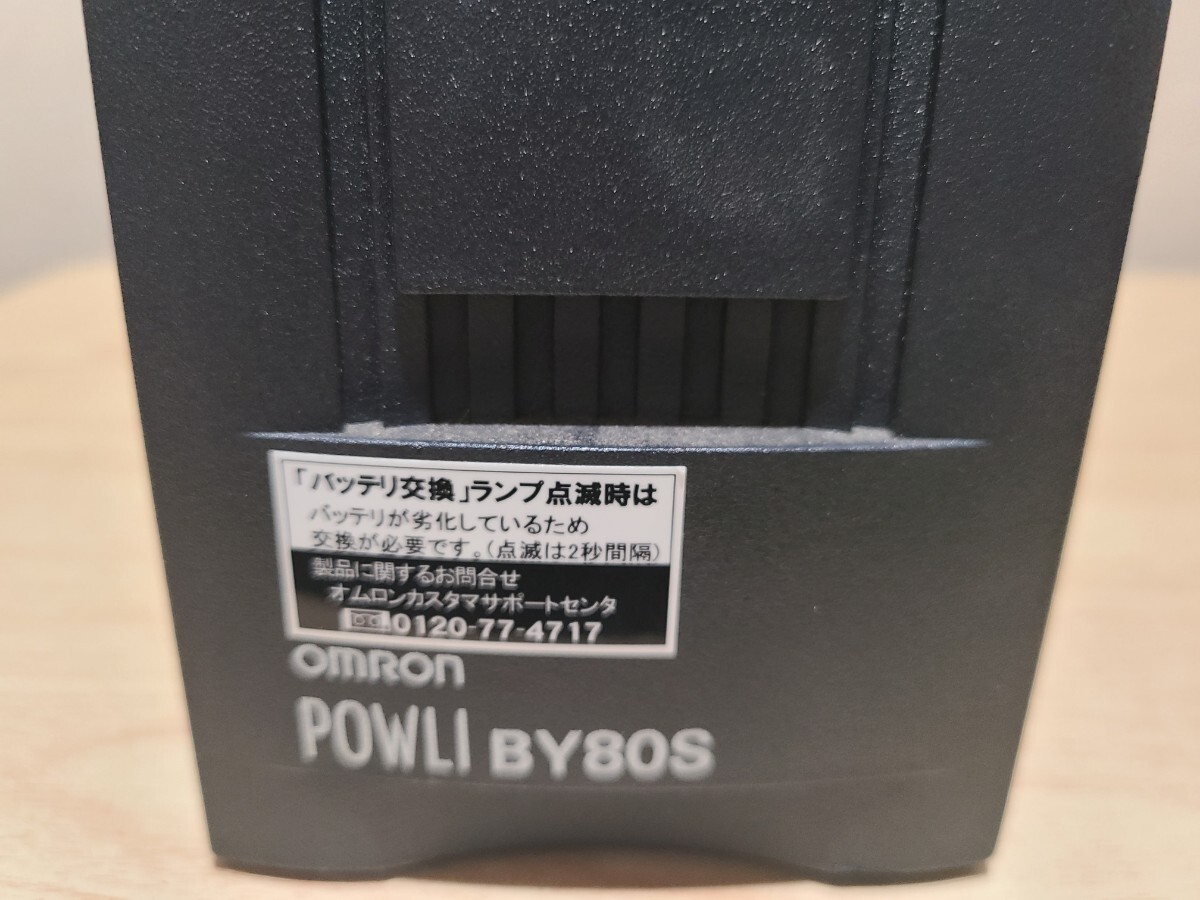 「バッテリ交換」ランプ点滅時は
バッテリが劣化しているため
交換が必要です。(点滅は2秒間隔)
製品に関するお問合せ
オムロンカスタマサポートセンタ
0120-77-4717
OMRON
POWLI BY80S